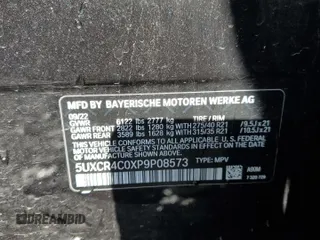 MFD BY BAYERISCHE MOTOREN WERKE AG
09/22
GVWR 6122 lbs 2777 kg TIRE / RIM
GAWR FRONT 2822 lbs 1280 kg WITH 275/40 R21 / 9.5J x 21
GAWR REAR 3589 lbs 1628 kg WITH 315/35 R21 / 10.5J x 21
THIS VEHICLE CONFORMS TO ALL APPLICABLE U.S. FEDERAL
MOTOR VEHICLE SAFETY STANDARDS IN EFFECT ON THE
DATE OF MANUFACTURE SHOWN ABOVE.
5UXCR4C0XP9P08573 TYPE: MPV
DREAMBID